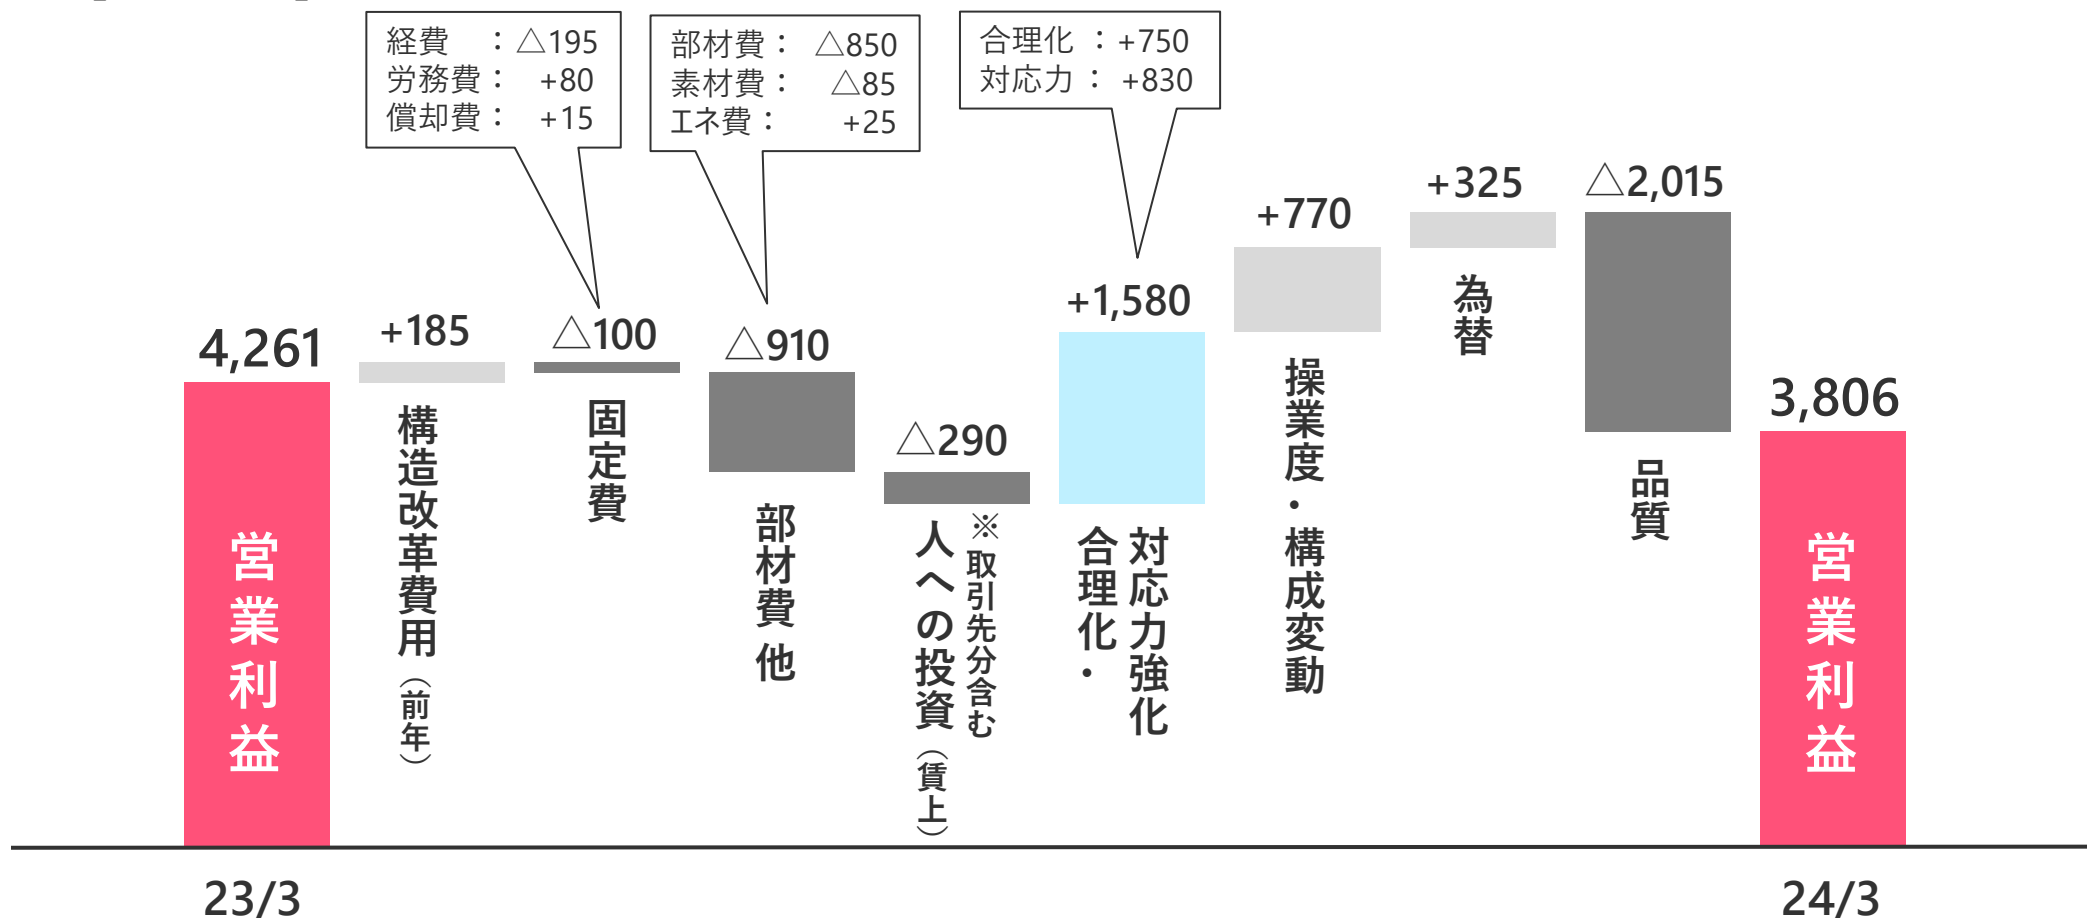 経費　：△195
労務費： +80
償却費： +15
部材費： △850
素材費： △85
エネ費： +25
合理化 ：+750
対応力 ： +830
4,261
営業利益
23/3
+185
構造改革費用（前年）
△100
固定費
△910
部材費 他
△290
人への投資（賃上）
※取引先分含む
+1,580
合理化・
対応力強化
+770
操業度・構成変動
+325
為替
△2,015
品質
3,806
営業利益
24/3